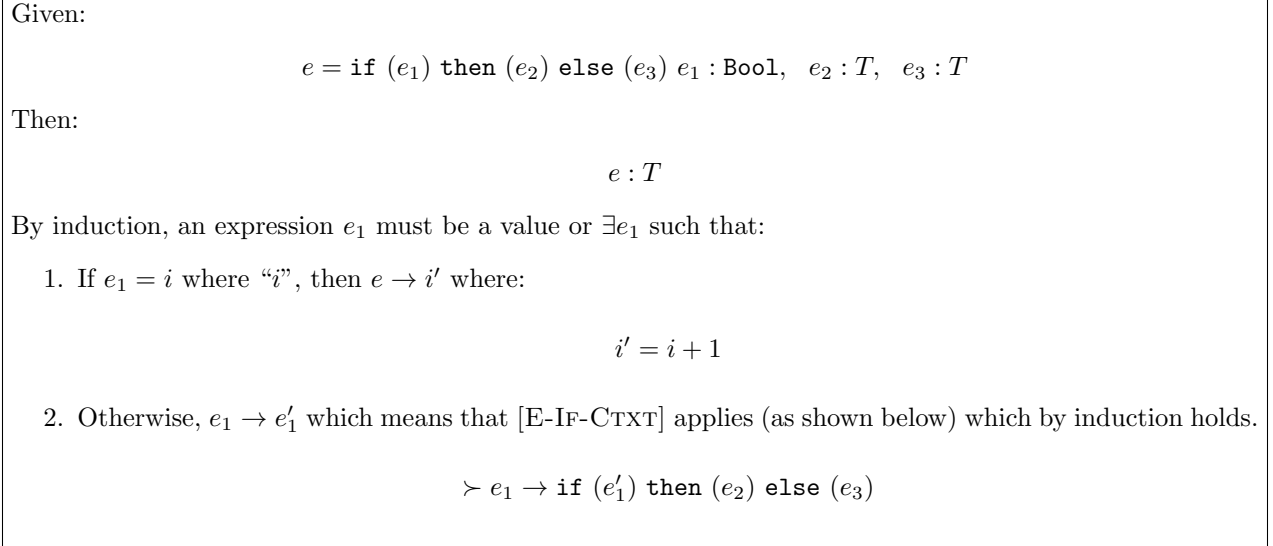 Given:
e = if (e₁) then (e₂) else (e₃) e₁ : Bool, e₂ : T, e₃ : T
Then:
e : T
By induction, an expression e₁ must be a value or ∃e₁ such that:
1. If e₁ = i where “i”, then e → i′ where:
i′ = i + 1
2. Otherwise, e₁ → e′₁ which means that [E-IF-CTXT] applies (as shown below) which by induction holds.
≻ e₁ → if (e′₁) then (e₂) else (e₃)